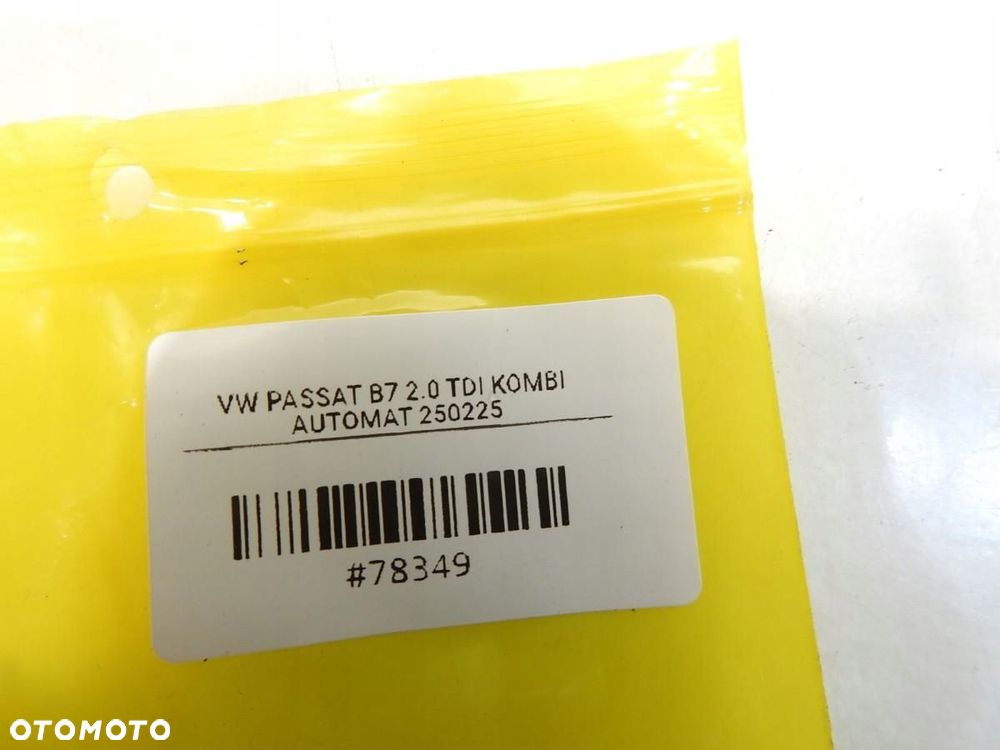 VW PASSAT B7 2.0 TDI KOMBI
AUTOMAT 250225
#78349
OTOMOTO